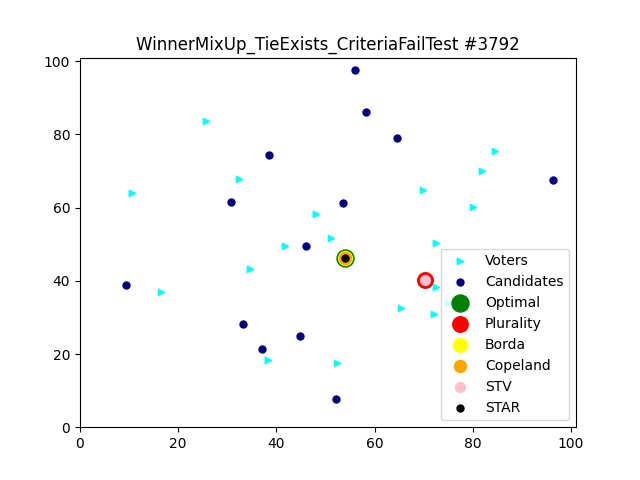 WinnerMixUp_TieExists_CriteriaFailTest #3792
100
80
60
40
20
0
0 20 40 60 80 100
Voters
Candidates
Optimal
Plurality
Borda
Copeland
STV
STAR